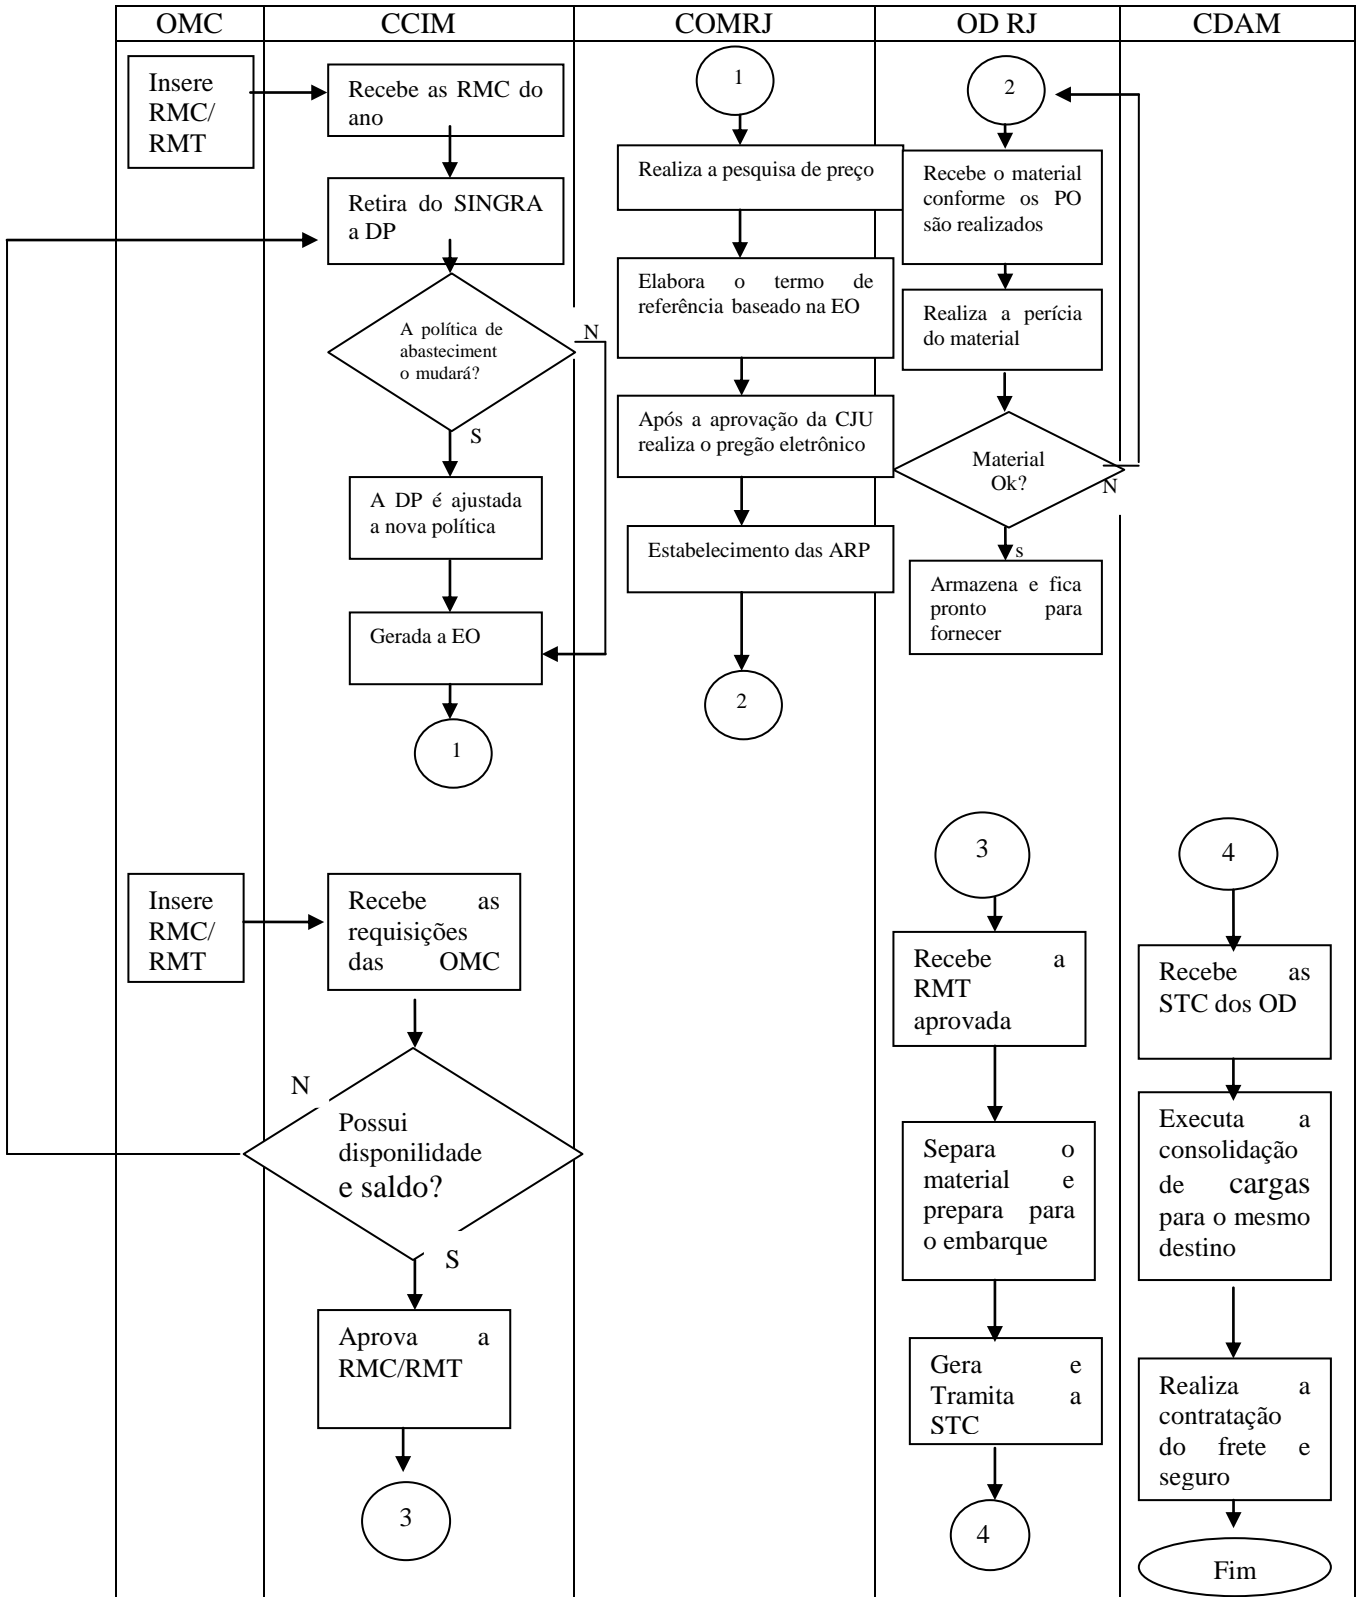 OMC
CCIM
COMRJ
OD RJ
CDAM
Insere
RMC/
RMT
Recebe as RMC do
ano
Retira do SINGRA
a DP
A política de
abasteciment
o mudará?
N
S
A DP é ajustada
a nova política
Gerada a EO
1
1
Realiza a pesquisa de preço
Elabora o termo de
referência baseado na EO
Após a aprovação da CJU
realiza o pregão eletrônico
Estabelecimento das ARP
2
2
Recebe o material
conforme os PO
são realizados
Realiza a perícia
do material
Material
Ok?
N
s
Armazena e fica
pronto para
fornecer
Insere
RMC/
RMT
Recebe as
requisições
das OMC
N
Possui
disponilidade
e saldo?
S
Aprova a
RMC/RMT
3
3
Recebe a
RMT
aprovada
Separa o
material e
prepara para
o embarque
Gera e
Tramita a
STC
4
4
Recebe as
STC dos OD
Executa a
consolidação
de cargas
para o mesmo
destino
Realiza a
contratação
do frete e
seguro
Fim